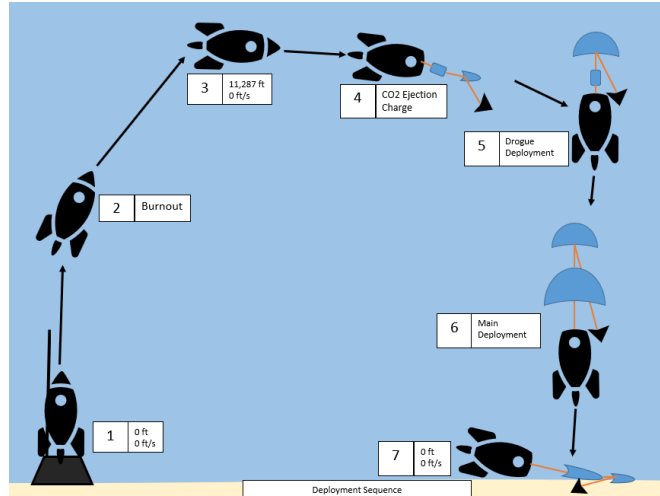 1
0 ft
0 ft/s
2
Burnout
3
11,287 ft
0 ft/s
4
CO2 Ejection
Charge
5
Drogue
Deployment
6
Main
Deployment
7
0 ft
0 ft/s
Deployment Sequence